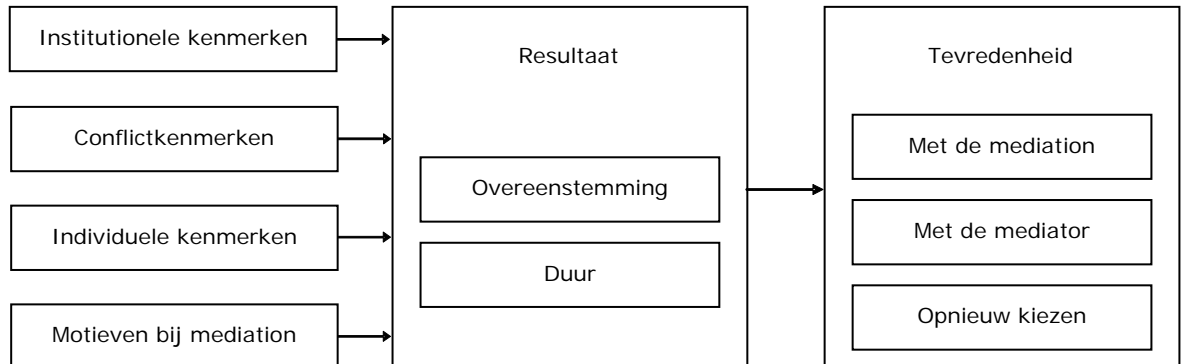 Institutionele kenmerken
Conflictkenmerken
Individuele kenmerken
Motieven bij mediation
Resultaat
Overeenstemming
Duur
Tevredenheid
Met de mediation
Met de mediator
Opnieuw kiezen